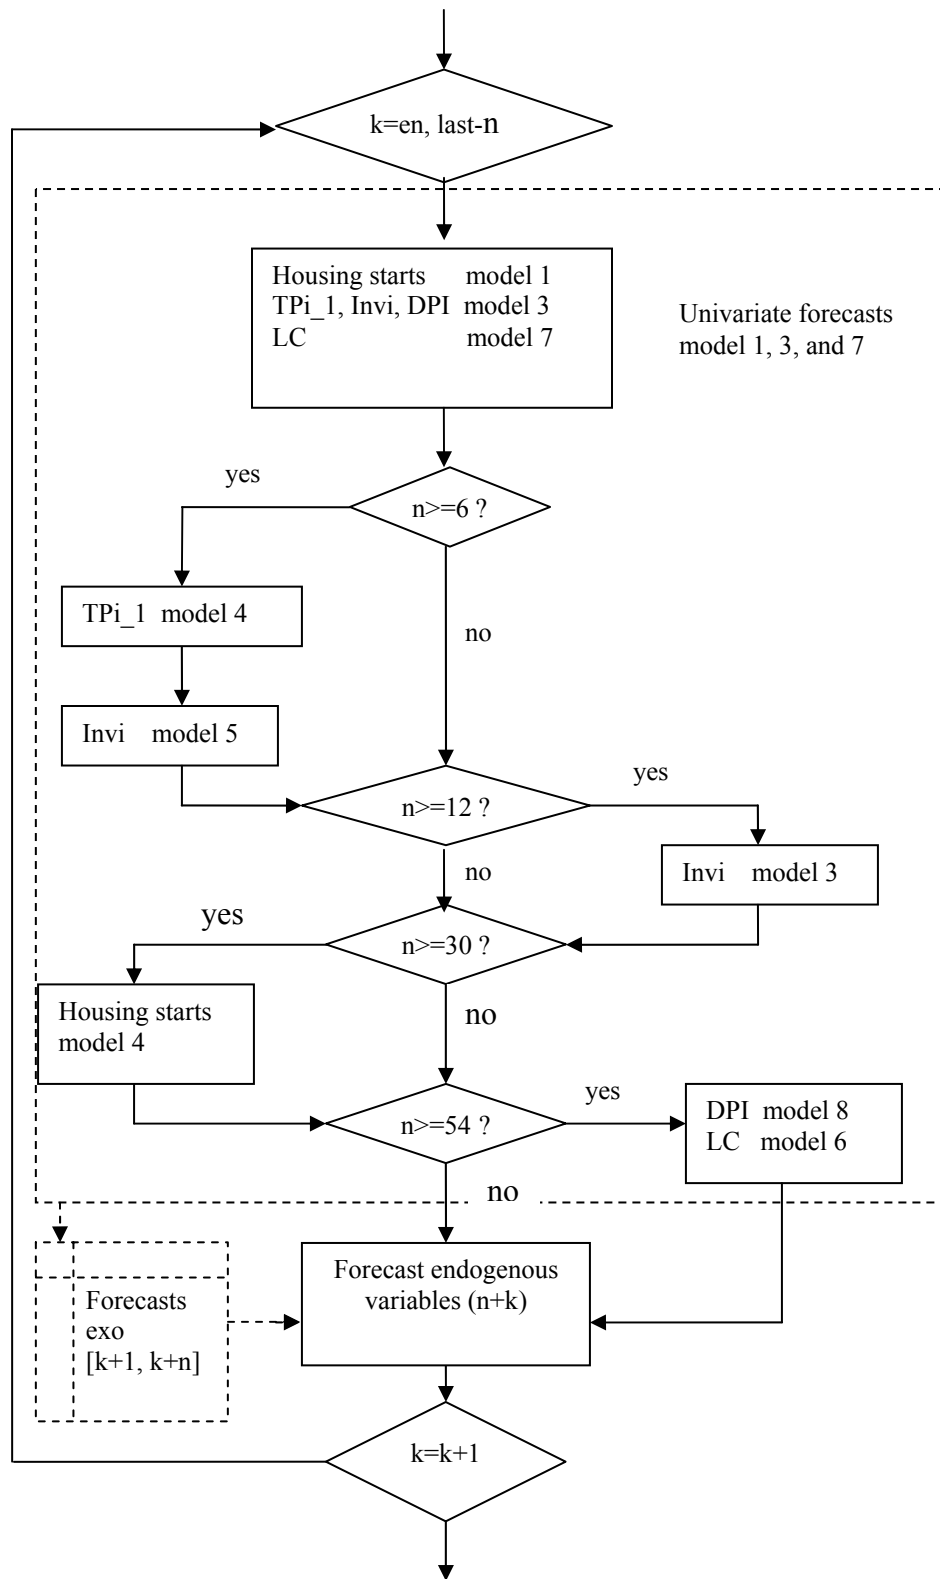 k=en, last-n
Housing starts model 1
TPi_1, Invi, DPI model 3
LC model 7
Univariate forecasts
model 1, 3, and 7
yes
n>=6 ?
TPi_1 model 4
no
Invi model 5
yes
n>=12 ?
no
Invi model 3
yes
n>=30 ?
Housing starts
model 4
no
yes
n>=54 ?
DPI model 8
LC model 6
no
Forecast endogenous
variables (n+k)
Forecasts
exo
[k+1, k+n]
k=k+1